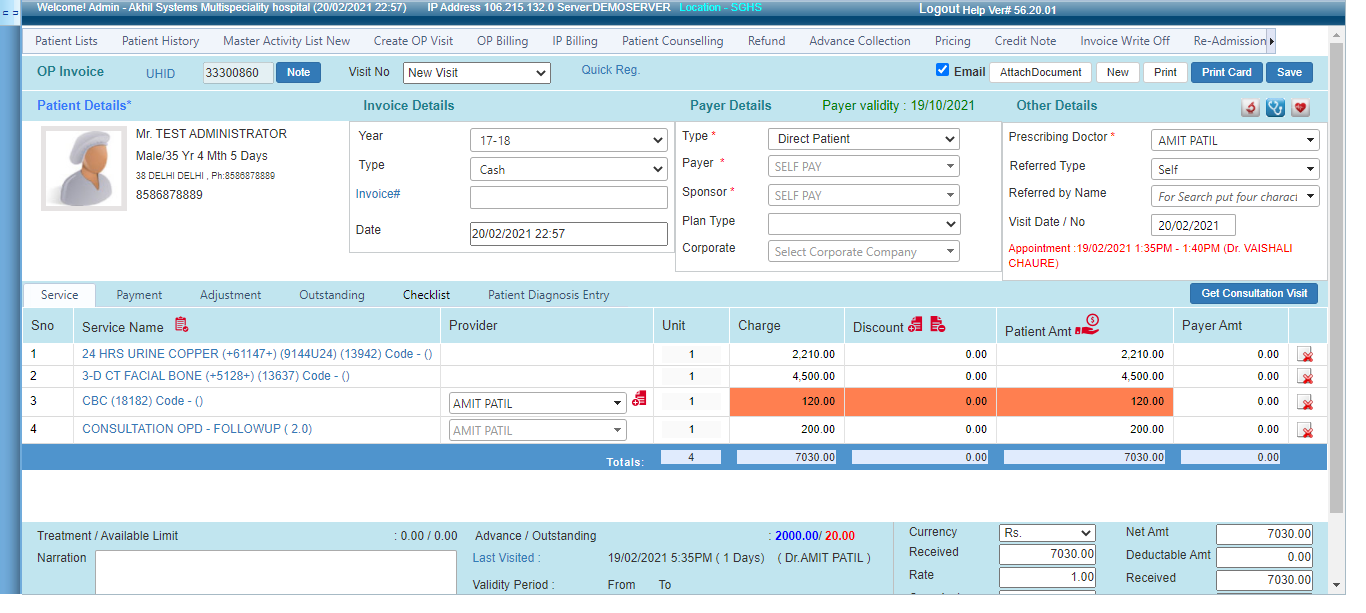 Welcome! Admin - Akhil Systems Multispeciality hospital (20/02/2021 22:57) IP Address 106.215.132.0 Server:DEMOSERVER Location - SGHS Logout Help Ver# 56.20.01
Patient Lists Patient History Master Activity List New Create OP Visit OP Billing IP Billing Patient Counselling Refund Advance Collection Pricing Credit Note Invoice Write Off Re-Admission
OP Invoice UHID 33300860 Note Visit No New Visit Quick Reg. Email AttachDocument New Print Print Card Save
Patient Details* Invoice Details Payer Details Payer validity : 19/10/2021 Other Details
Mr. TEST ADMINISTRATOR
Male/35 Yr 4 Mth 5 Days
38 DELHI DELHI , Ph:8586878889
8586878889
Year 17-18
Type Cash
Invoice#
Date 20/02/2021 22:57
Type * Direct Patient
Payer * SELF PAY
Sponsor * SELF PAY
Plan Type
Corporate Select Corporate Company
Prescribing Doctor * AMIT PATIL
Referred Type Self
Referred by Name For Search put four charact
Visit Date / No 20/02/2021
Appointment :19/02/2021 1:35PM - 1:40PM (Dr. VAISHALI
CHAURE)
Service Payment Adjustment Outstanding Checklist Patient Diagnosis Entry Get Consultation Visit
Sno Service Name Provider Unit Charge Discount Patient Amt Payer Amt
1 24 HRS URINE COPPER (+61147+) (9144U24) (13942) Code - () 1 2,210.00 0.00 2,210.00 0.00
2 3-D CT FACIAL BONE (+5128+) (13637) Code - () 1 4,500.00 0.00 4,500.00 0.00
3 CBC (18182) Code - () AMIT PATIL 1 120.00 0.00 120.00 0.00
4 CONSULTATION OPD - FOLLOWUP ( 2.0) AMIT PATIL 1 200.00 0.00 200.00 0.00
Totals: 4 7030.00 0.00 7030.00 0.00
Treatment / Available Limit : 0.00 / 0.00
Narration
Advance / Outstanding : 2000.00/ 20.00
Last Visited : 19/02/2021 5:35PM ( 1 Days) ( Dr.AMIT PATIL )
Validity Period : From To
Currency Rs.
Received 7030.00
Rate 1.00
Net Amt 7030.00
Deductable Amt 0.00
Received 7030.00